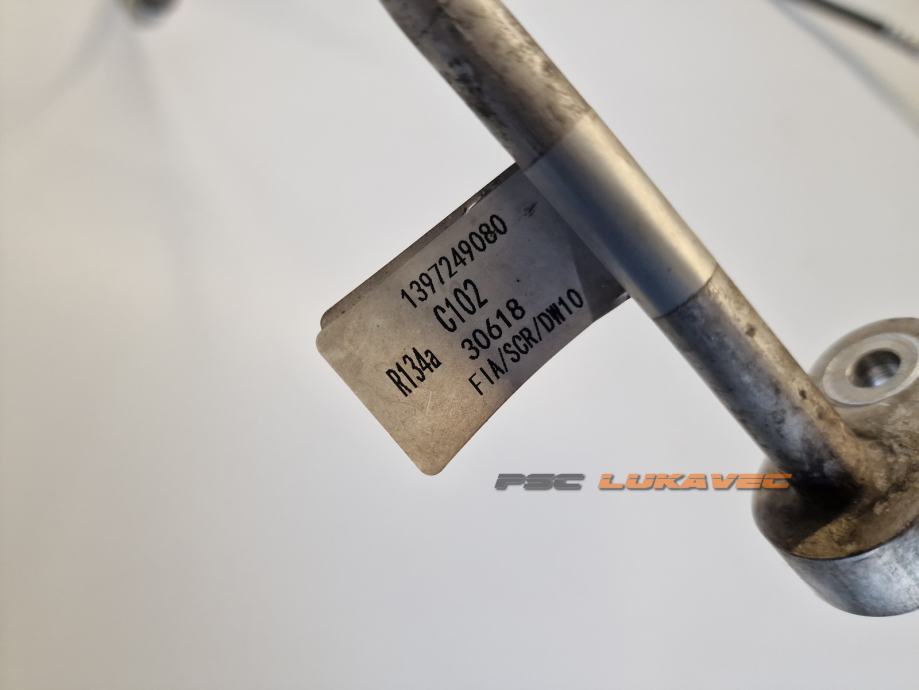 1397249080
C102
R134a 30618
FIA/SCR/DW10
PSC LUKAVEC